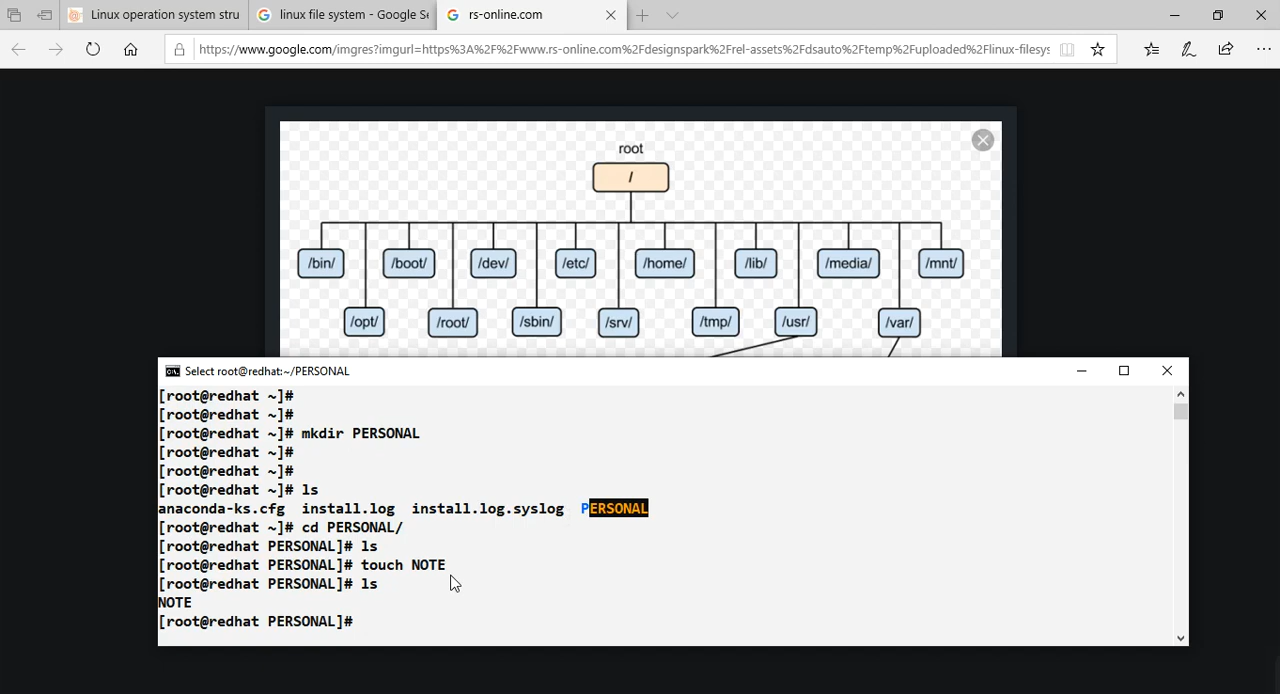 Linux operation system stru
linux file system - Google Se
rs-online.com
https://www.google.com/imgres?imgurl=https%3A%2F%2Fwww.rs-online.com%2Fdesignspark%2Frel-assets%2Fdsauto%2Ftemp%2Fuploaded%2Flinux-filesys
root
/
/bin/ /boot/ /dev/ /etc/ /home/ /lib/ /media/ /mnt/
/opt/ /root/ /sbin/ /srv/ /tmp/ /usr/ /var/
Select root@redhat:~/PERSONAL
[root@redhat ~]#
[root@redhat ~]#
[root@redhat ~]# mkdir PERSONAL
[root@redhat ~]#
[root@redhat ~]#
[root@redhat ~]# ls
anaconda-ks.cfg  install.log  install.log.syslog  PERSONAL
[root@redhat ~]# cd PERSONAL/
[root@redhat PERSONAL]# ls
[root@redhat PERSONAL]# touch NOTE
[root@redhat PERSONAL]# ls
NOTE
[root@redhat PERSONAL]#